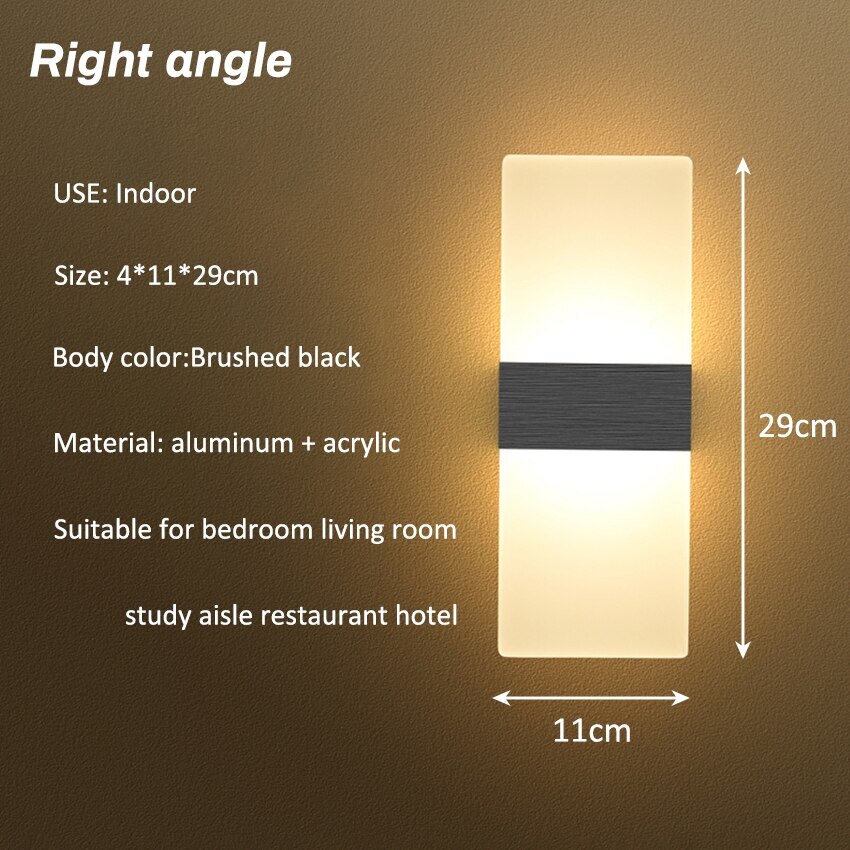 Right angle
USE: Indoor
Size: 4*11*29cm
Body color:Brushed black
Material: aluminum + acrylic
Suitable for bedroom living room
study aisle restaurant hotel
29cm
11cm